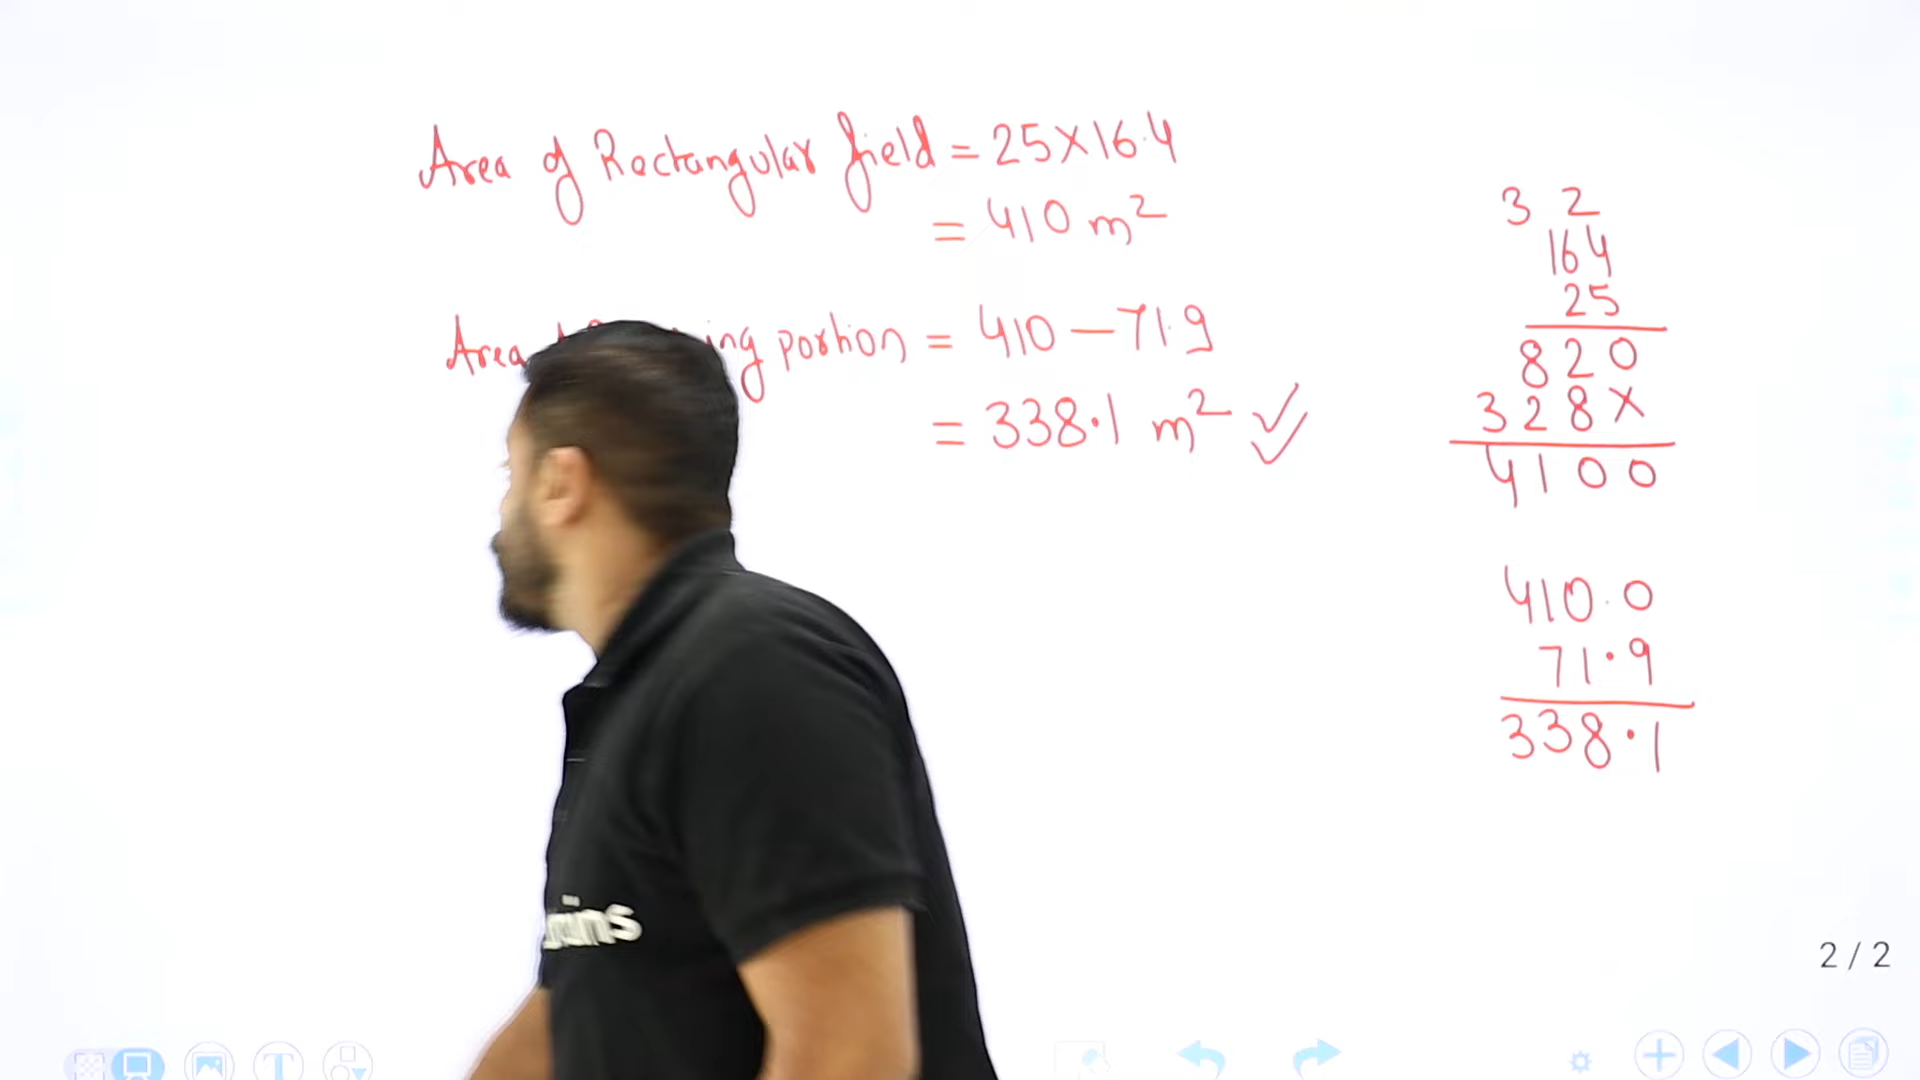 Area of Rectangular field = 25×16.4
= 410 m²
Area ing portion = 410 – 71.9
= 338.1 m² ✓✓
3 2
164
25
820
328×
4100
410.0
71.9
338.1
2 / 2